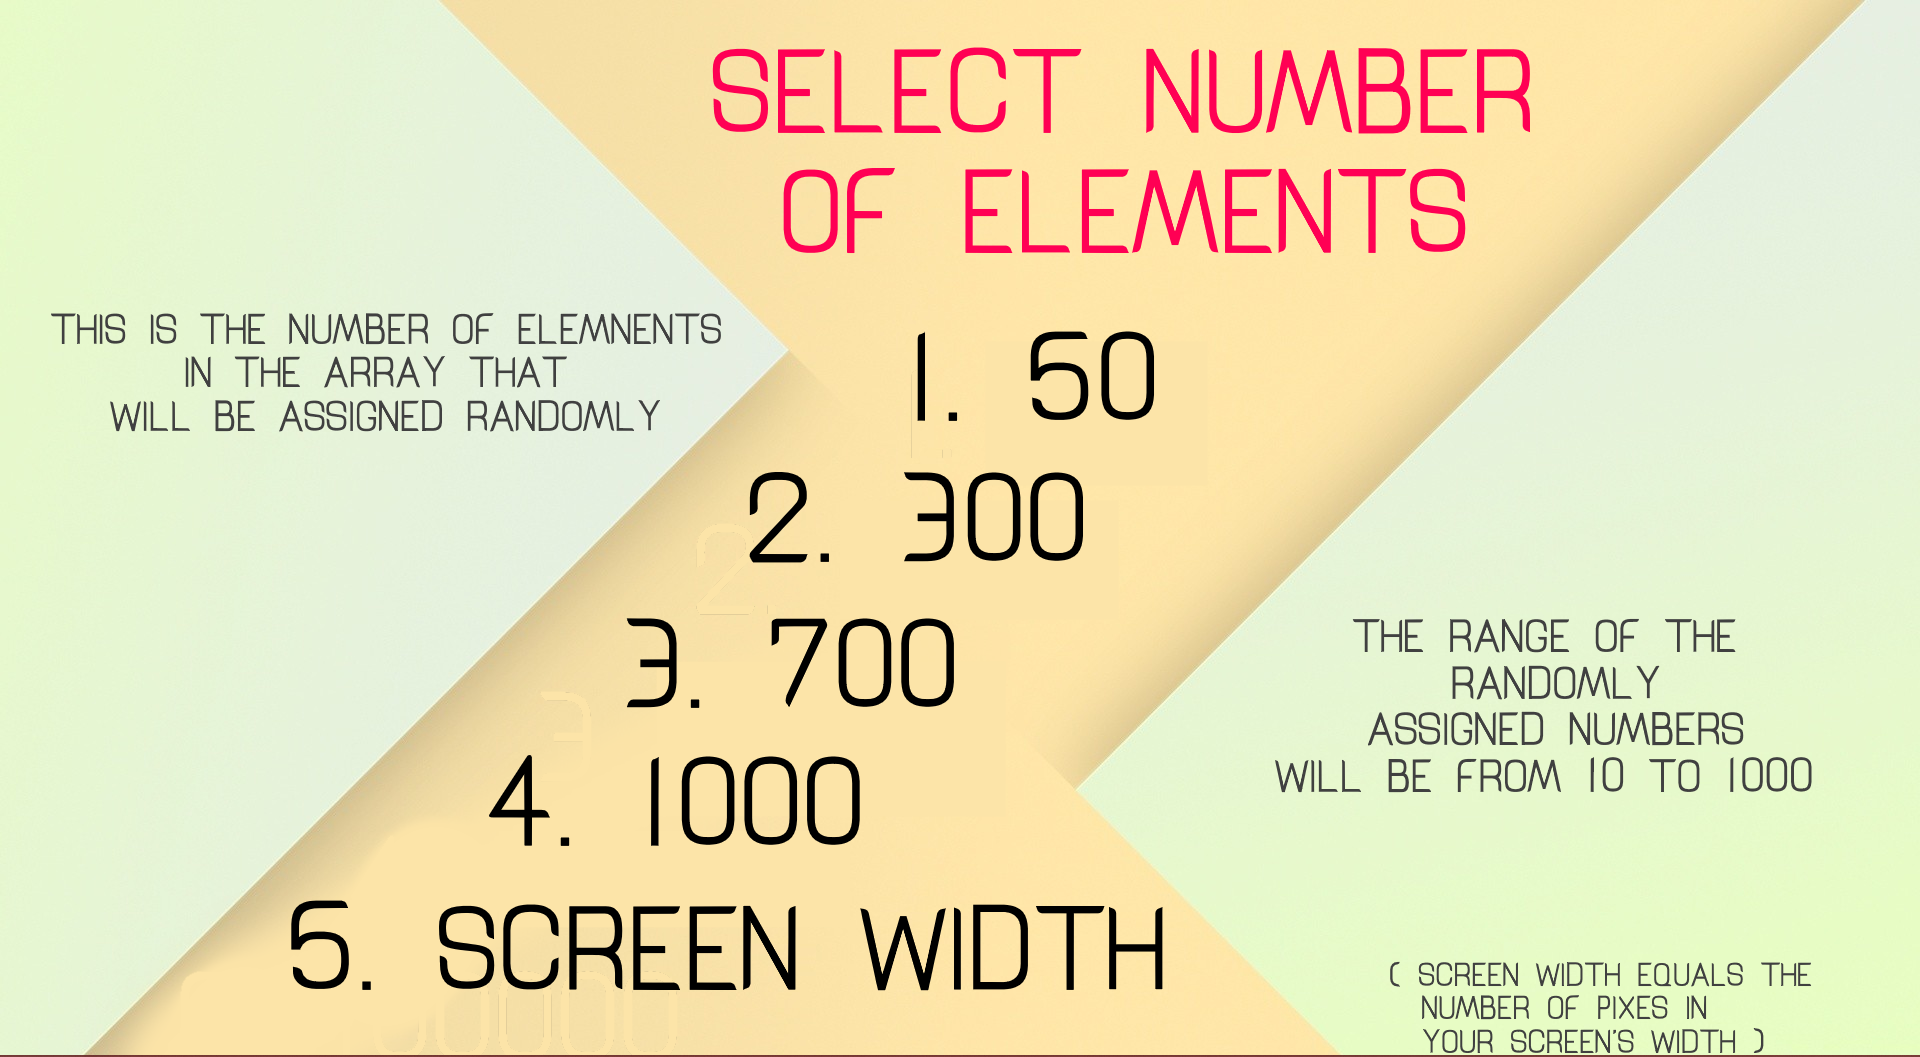 SELECT NUMBER
OF ELEMENTS
THIS IS THE NUMBER OF ELEMNENTS
IN THE ARRAY THAT
WILL BE ASSIGNED RANDOMLY
1. 50
2. 300
3. 700
4. 1000
5. SCREEN WIDTH
THE RANGE OF THE
RANDOMLY
ASSIGNED NUMBERS
WILL BE FROM 10 TO 1000
( SCREEN WIDTH EQUALS THE
NUMBER OF PIXES IN
YOUR SCREEN'S WIDTH )